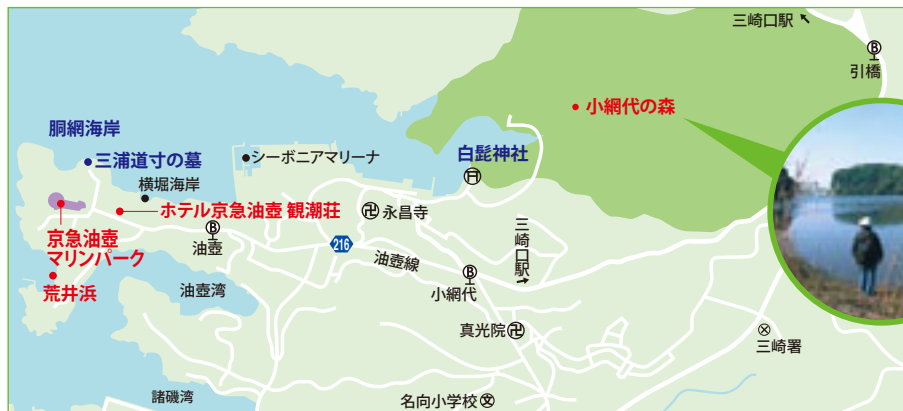 三崎口駅
B
引橋
小網代の森
胴網海岸
三浦道寸の墓
シーボニアマリーナ
白髭神社
横堀海岸
永昌寺
ホテル京急油壺 観潮荘
B
油壺
京急油壺
マリンパーク
216
油壺線
三崎口駅
荒井浜
油壺湾
B
小網代
真光院
三崎署
諸磯湾
名向小学校
文